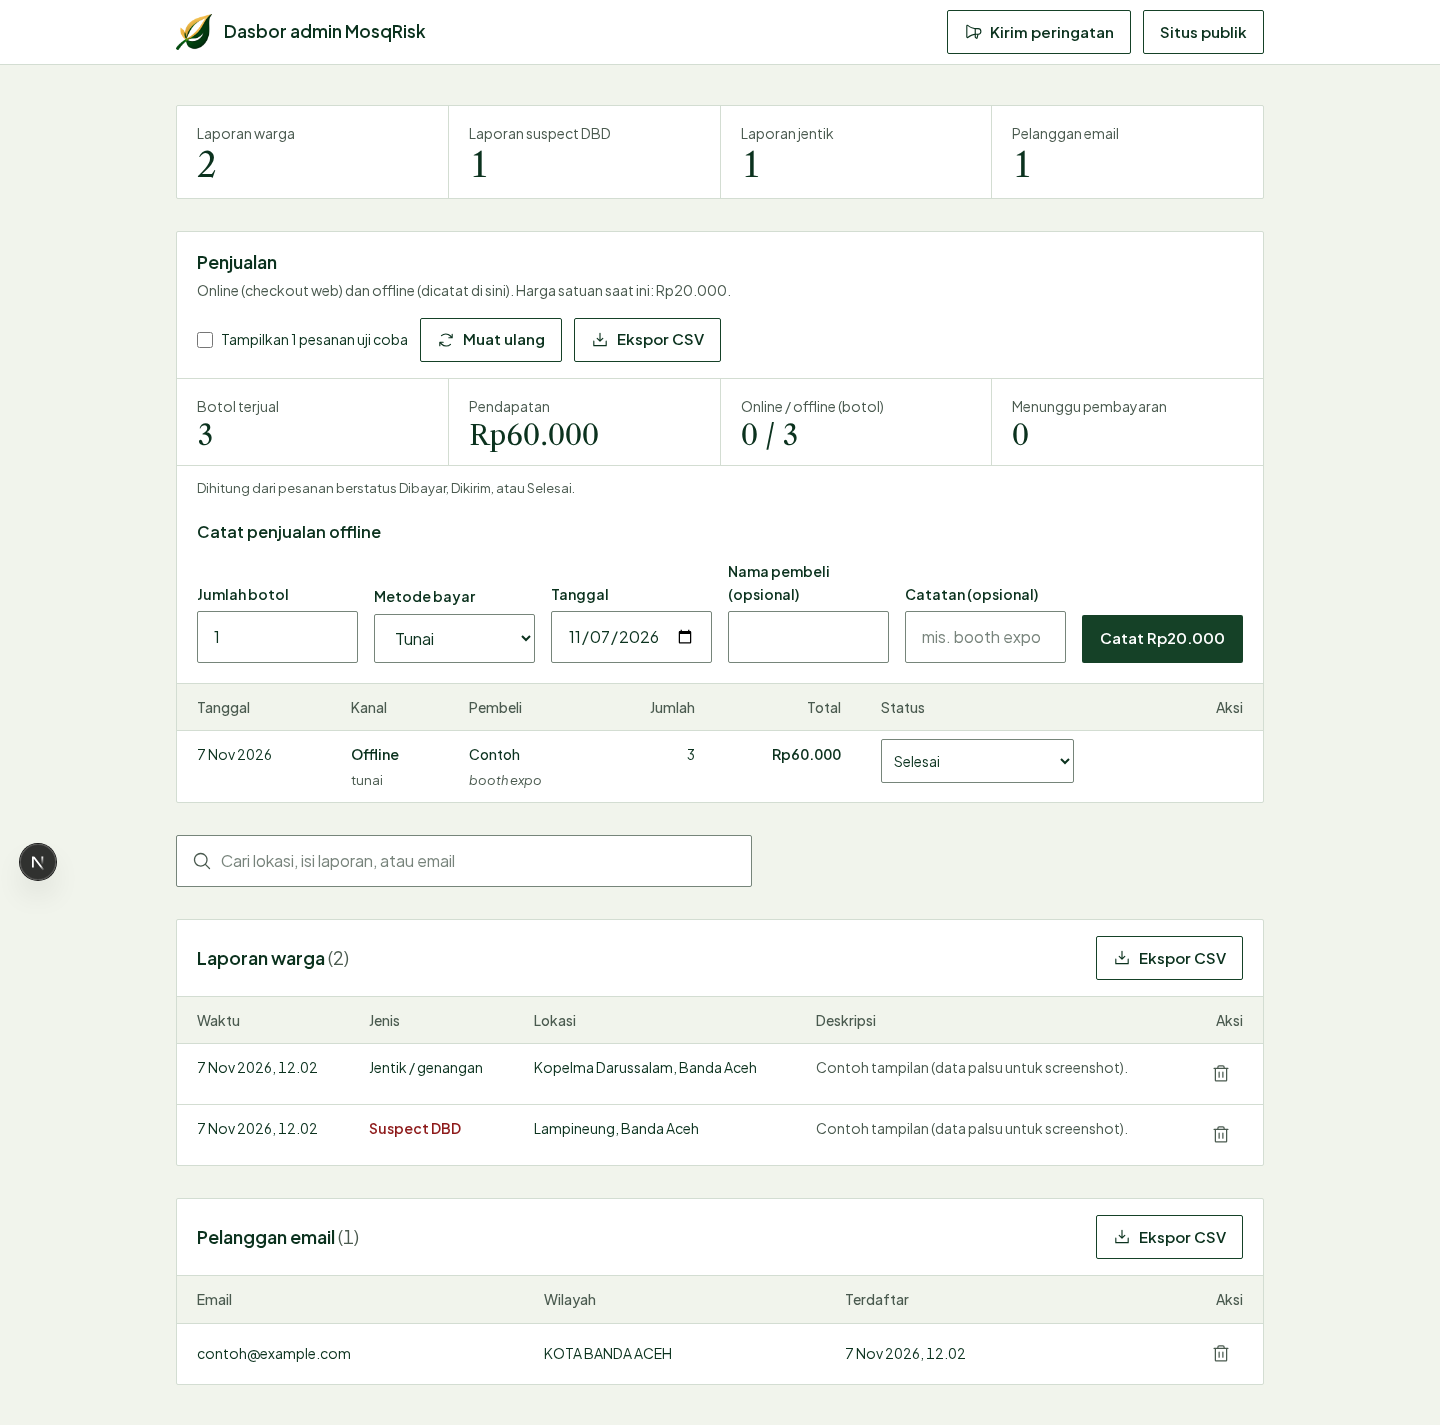 Dasbor admin MosqRisk
Kirim peringatan
Situs publik
Laporan warga
2
Laporan suspect DBD
1
Laporan jentik
1
Pelanggan email
1
Penjualan
Online (checkout web) dan offline (dicatat di sini). Harga satuan saat ini: Rp20.000.
Tampilkan 1 pesanan uji coba
Muat ulang
Ekspor CSV
Botol terjual
3
Pendapatan
Rp60.000
Online / offline (botol)
0 / 3
Menunggu pembayaran
0
Dihitung dari pesanan berstatus Dibayar, Dikirim, atau Selesai.
Catat penjualan offline
Jumlah botol
1
Metode bayar
Tunai
Tanggal
11/07/2026
Nama pembeli
(opsional)
Catatan (opsional)
mis. booth expo
Catat Rp20.000
Tanggal Kanal Pembeli Jumlah Total Status Aksi
7 Nov 2026 Offline Contoh 3 Rp60.000 Selesai
tunai booth expo
N
Cari lokasi, isi laporan, atau email
Laporan warga (2)
Ekspor CSV
Waktu Jenis Lokasi Deskripsi Aksi
7 Nov 2026, 12.02 Jentik / genangan Kopelma Darussalam, Banda Aceh Contoh tampilan (data palsu untuk screenshot).
7 Nov 2026, 12.02 Suspect DBD Lampineung, Banda Aceh Contoh tampilan (data palsu untuk screenshot).
Pelanggan email (1)
Ekspor CSV
Email Wilayah Terdaftar Aksi
contoh@example.com KOTA BANDA ACEH 7 Nov 2026, 12.02